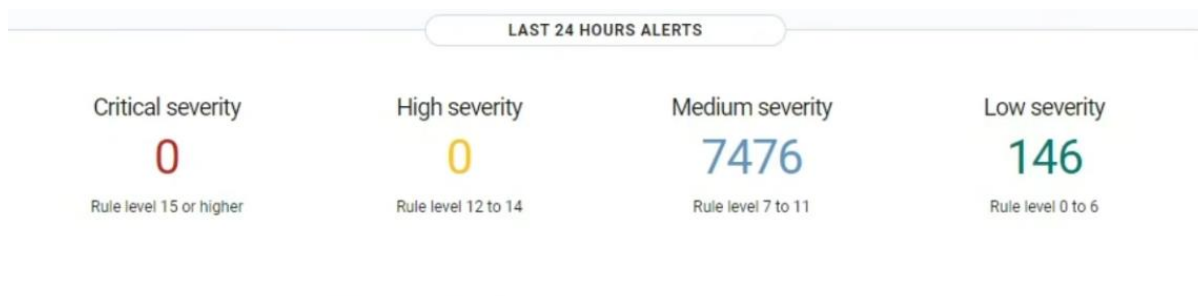 LAST 24 HOURS ALERTS
Critical severity
0
Rule level 15 or higher
High severity
0
Rule level 12 to 14
Medium severity
7476
Rule level 7 to 11
Low severity
146
Rule level 0 to 6